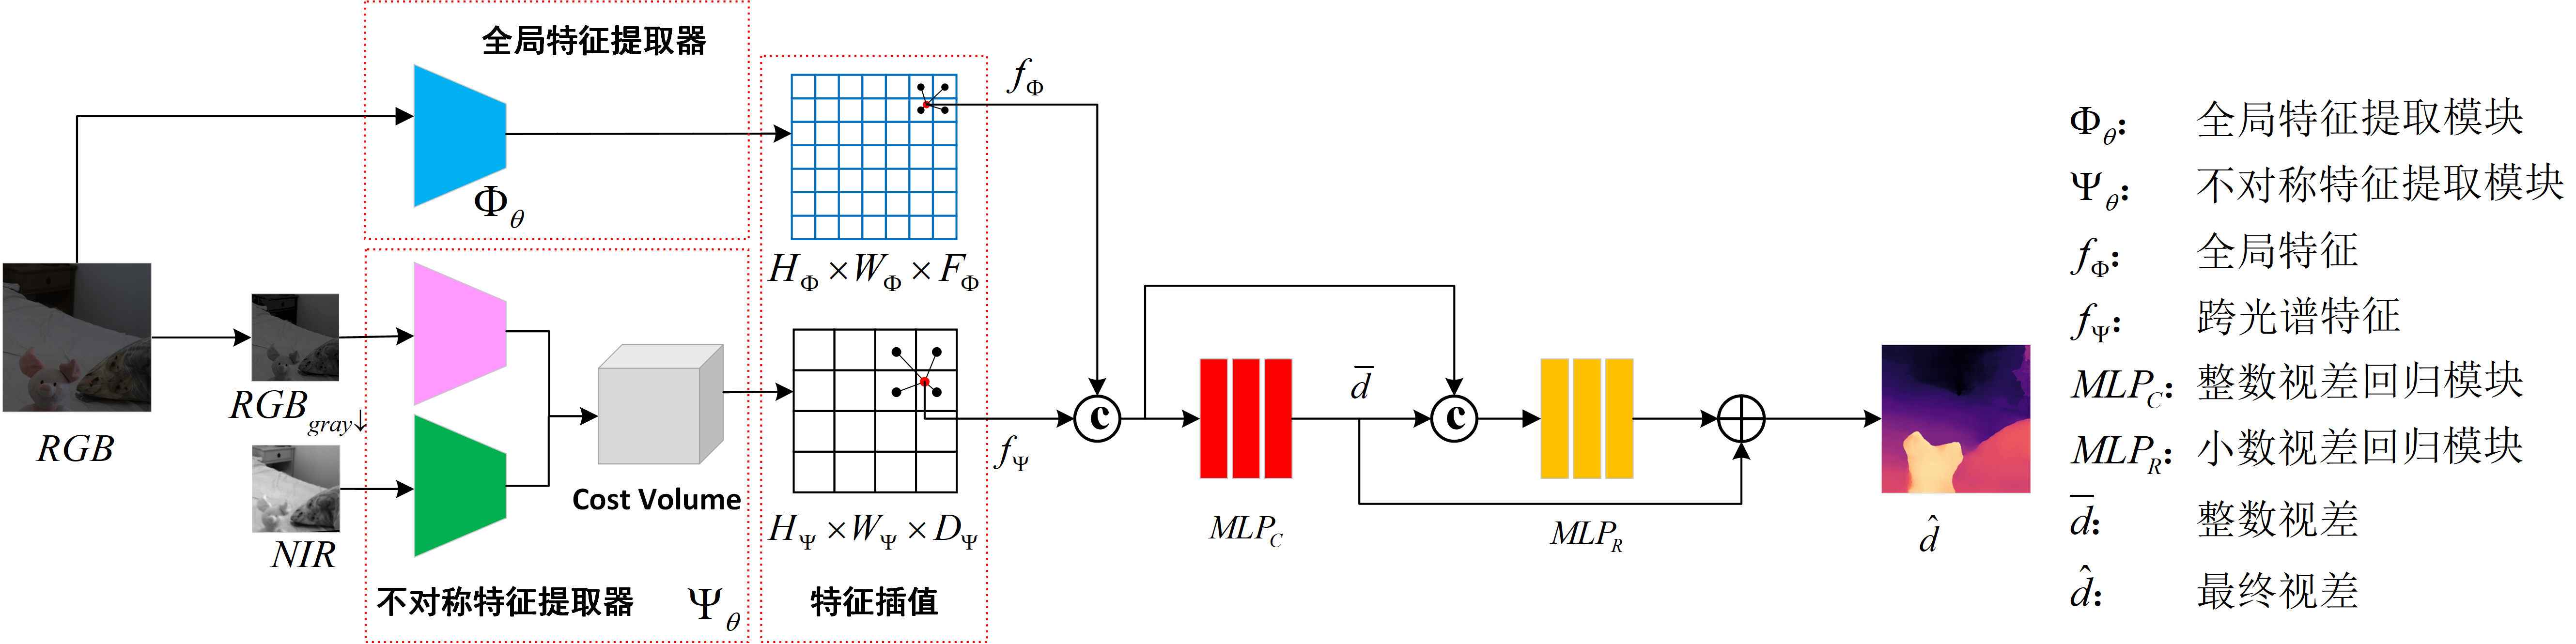 全局特征提取器
Φ_θ
RGB
RGB_gray↓
NIR
Cost Volume
不对称特征提取器 Ψ_θ
H_Φ × W_Φ × F_Φ
H_Ψ × W_Ψ × D_Ψ
特征插值
f_Φ
f_Ψ
c
MLP_C
d̄
c
MLP_R
d̂
Φ_θ: 全局特征提取模块
Ψ_θ: 不对称特征提取模块
f_Φ: 全局特征
f_Ψ: 跨光谱特征
MLP_C: 整数视差回归模块
MLP_R: 小数视差回归模块
d̄: 整数视差
d̂: 最终视差